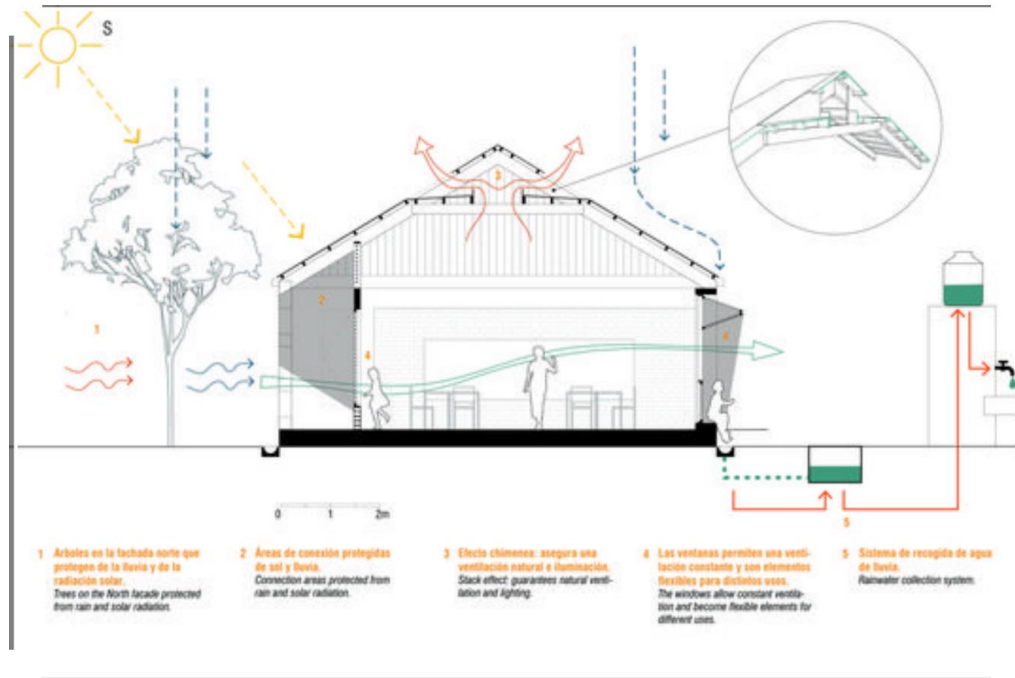 S
3
2
1
4
4
0 1 2m
5
1 Árboles en la fachada norte que
protegen de la lluvia y de la
radiación solar.
Trees on the North facade protected
from rain and solar radiation.
2 Áreas de conexión protegidas
de sol y lluvia.
Connection areas protected from
rain and solar radiation.
3 Efecto chimenea: asegura una
ventilación natural e iluminación.
Stack effect: guarantees natural venti-
lation and lighting.
4 Las ventanas permiten una venti-
lación constante y son elementos
flexibles para distintos usos.
The windows allow constant ventila-
tion and become flexible elements for
different uses.
5 Sistema de recogida de agua
de lluvia.
Rainwater collection system.